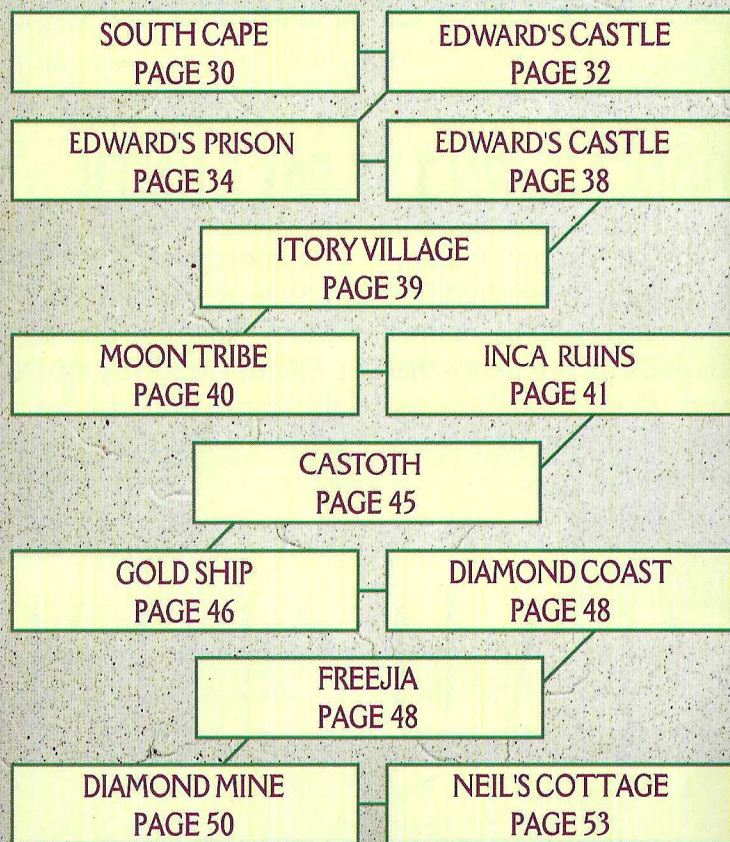 SOUTH CAPE
PAGE 30
EDWARD'S CASTLE
PAGE 32
EDWARD'S PRISON
PAGE 34
EDWARD'S CASTLE
PAGE 38
ITORY VILLAGE
PAGE 39
MOON TRIBE
PAGE 40
INCA RUINS
PAGE 41
CASTOTH
PAGE 45
GOLD SHIP
PAGE 46
DIAMOND COAST
PAGE 48
FREEJIA
PAGE 48
DIAMOND MINE
PAGE 50
NEIL'S COTTAGE
PAGE 53